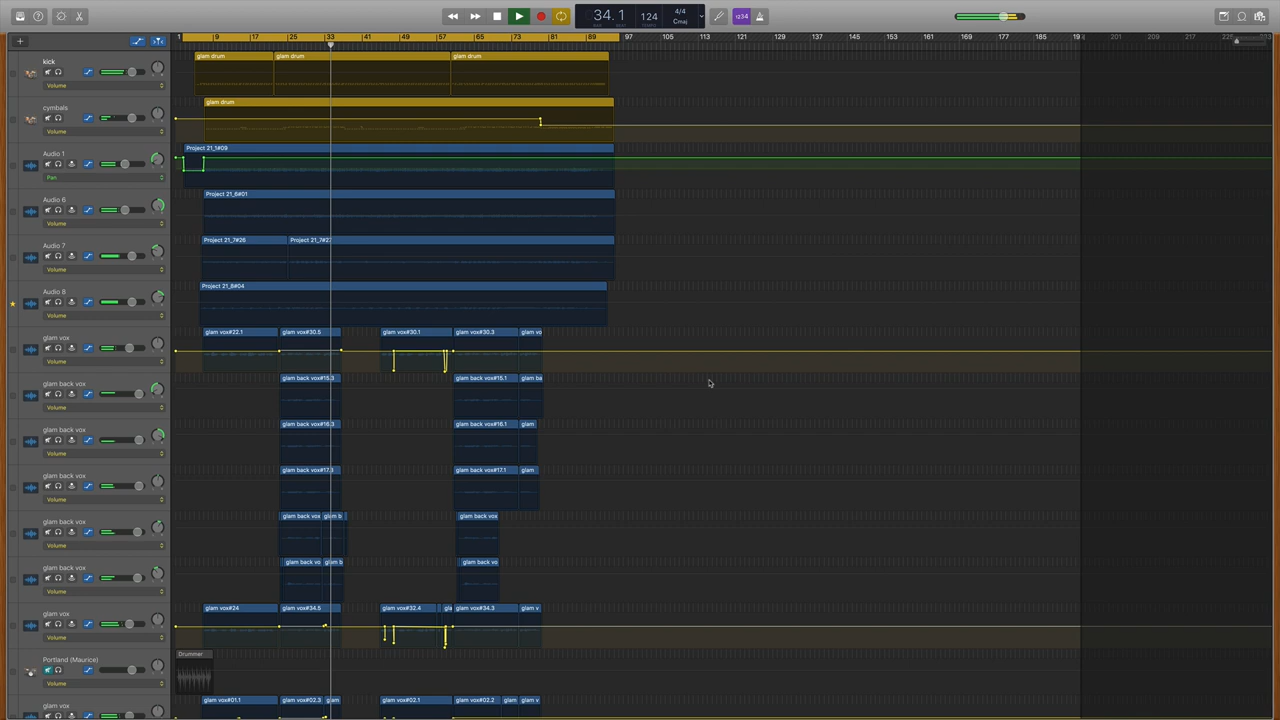 34.1 124 4/4 Cmaj 1234
TEMPO
1 9 17 25 33 41 49 57 65 73 81 89 97 105 113 121 129 137 145 153 161 169 177 185 19 201 209 217 225 233
kick glam drum glam drum glam drum
Volume
cymbals glam drum
Volume
Audio 1 Project 21_1#09
Pan
Audio 6 Project 21_6#01
Volume
Audio 7 Project 21_7#26 Project 21_7#27
Volume
Audio 8 Project 21_8#04
Volume
glam vox glam vox#22.1 glam vox#30.5 glam vox#30.1 glam vox#30.3 glam vo
Volume
glam back vox glam back vox#15.3 glam back vox#15.1 glam ba
Volume
glam back vox glam back vox#16.3 glam back vox#16.1 glam
Volume
glam back vox glam back vox#17.3 glam back vox#17.1 glam
Volume
glam back vox glam back vox glam b glam back vox
Volume
glam back vox glam back vo glam b glam back vo
Volume
glam vox glam vox#24 glam vox#34.5 glam vox#32.4 gla glam vox#34.3 glam v
Volume
Portland (Maurice) Drummer
Volume
glam vox glam vox#01.1 glam vox#02.3 glam glam vox#02.1 glam vox#02.2 glam glam v